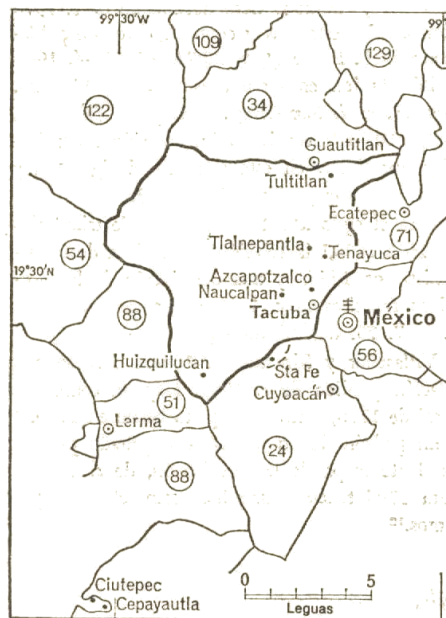 99°30'W
99°
109
129
122
34
Guautitlan
Tultitlan
Ecatepec
71
Tlalnepantla
Tenayuca
54
19°30'N
Azcapotzalco
Naucalpan
Tacuba
México
88
56
Huizquilucan
Sta Fe
Cuyoacán
51
Lerma
24
88
Ciutepec
Cepayautla
0
5
Leguas